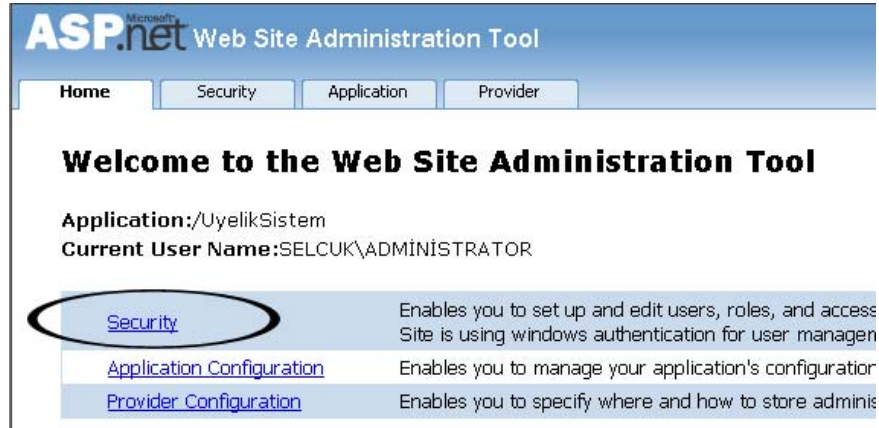 Microsoft
ASP.net Web Site Administration Tool
Home Security Application Provider
Welcome to the Web Site Administration Tool
Application:/UyelikSistem
Current User Name:SELCUK\ADMİNİSTRATOR
Security Enables you to set up and edit users, roles, and access
Site is using windows authentication for user managem
Application Configuration Enables you to manage your application's configuration
Provider Configuration Enables you to specify where and how to store adminis